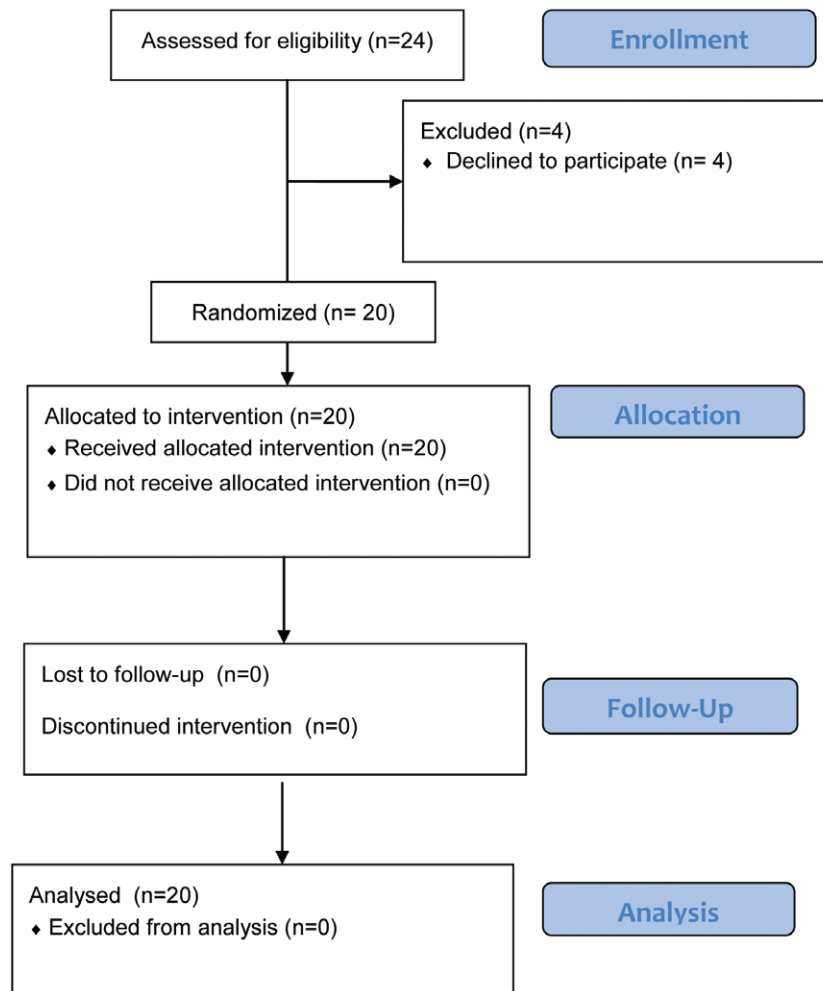 Assessed for eligibility (n=24)
Enrollment
Excluded (n=4)
♦ Declined to participate (n= 4)
Randomized (n= 20)
Allocated to intervention (n=20)
♦ Received allocated intervention (n=20)
♦ Did not receive allocated intervention (n=0)
Allocation
Lost to follow-up (n=0)
Discontinued intervention (n=0)
Follow-Up
Analysed (n=20)
♦ Excluded from analysis (n=0)
Analysis